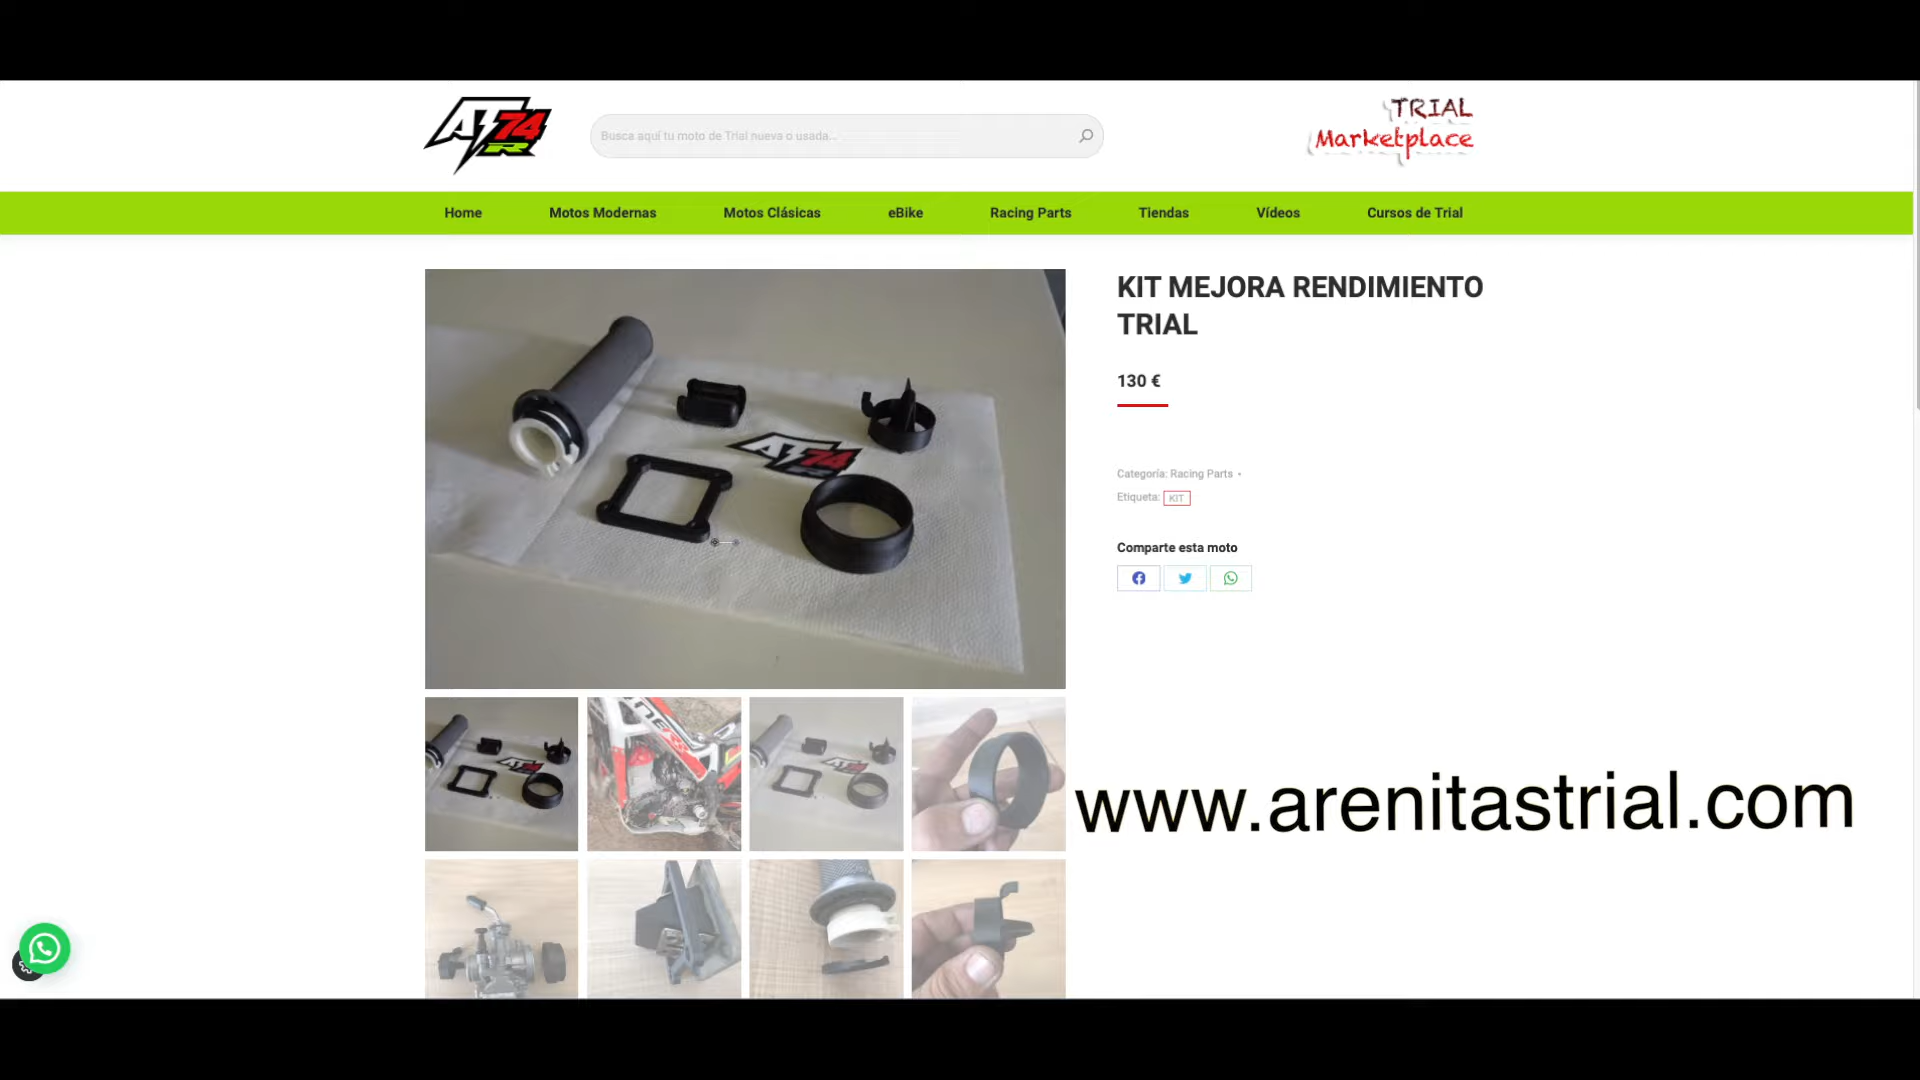 AT74
R
Busca aquí tu moto de Trial nueva o usada...
TRIAL
Marketplace
Home
Motos Modernas
Motos Clásicas
eBike
Racing Parts
Tiendas
Vídeos
Cursos de Trial
AT74
KIT MEJORA RENDIMIENTO
TRIAL
130 €
Categoría: Racing Parts •
Etiqueta: KIT
Comparte esta moto
www.arenitastrial.com